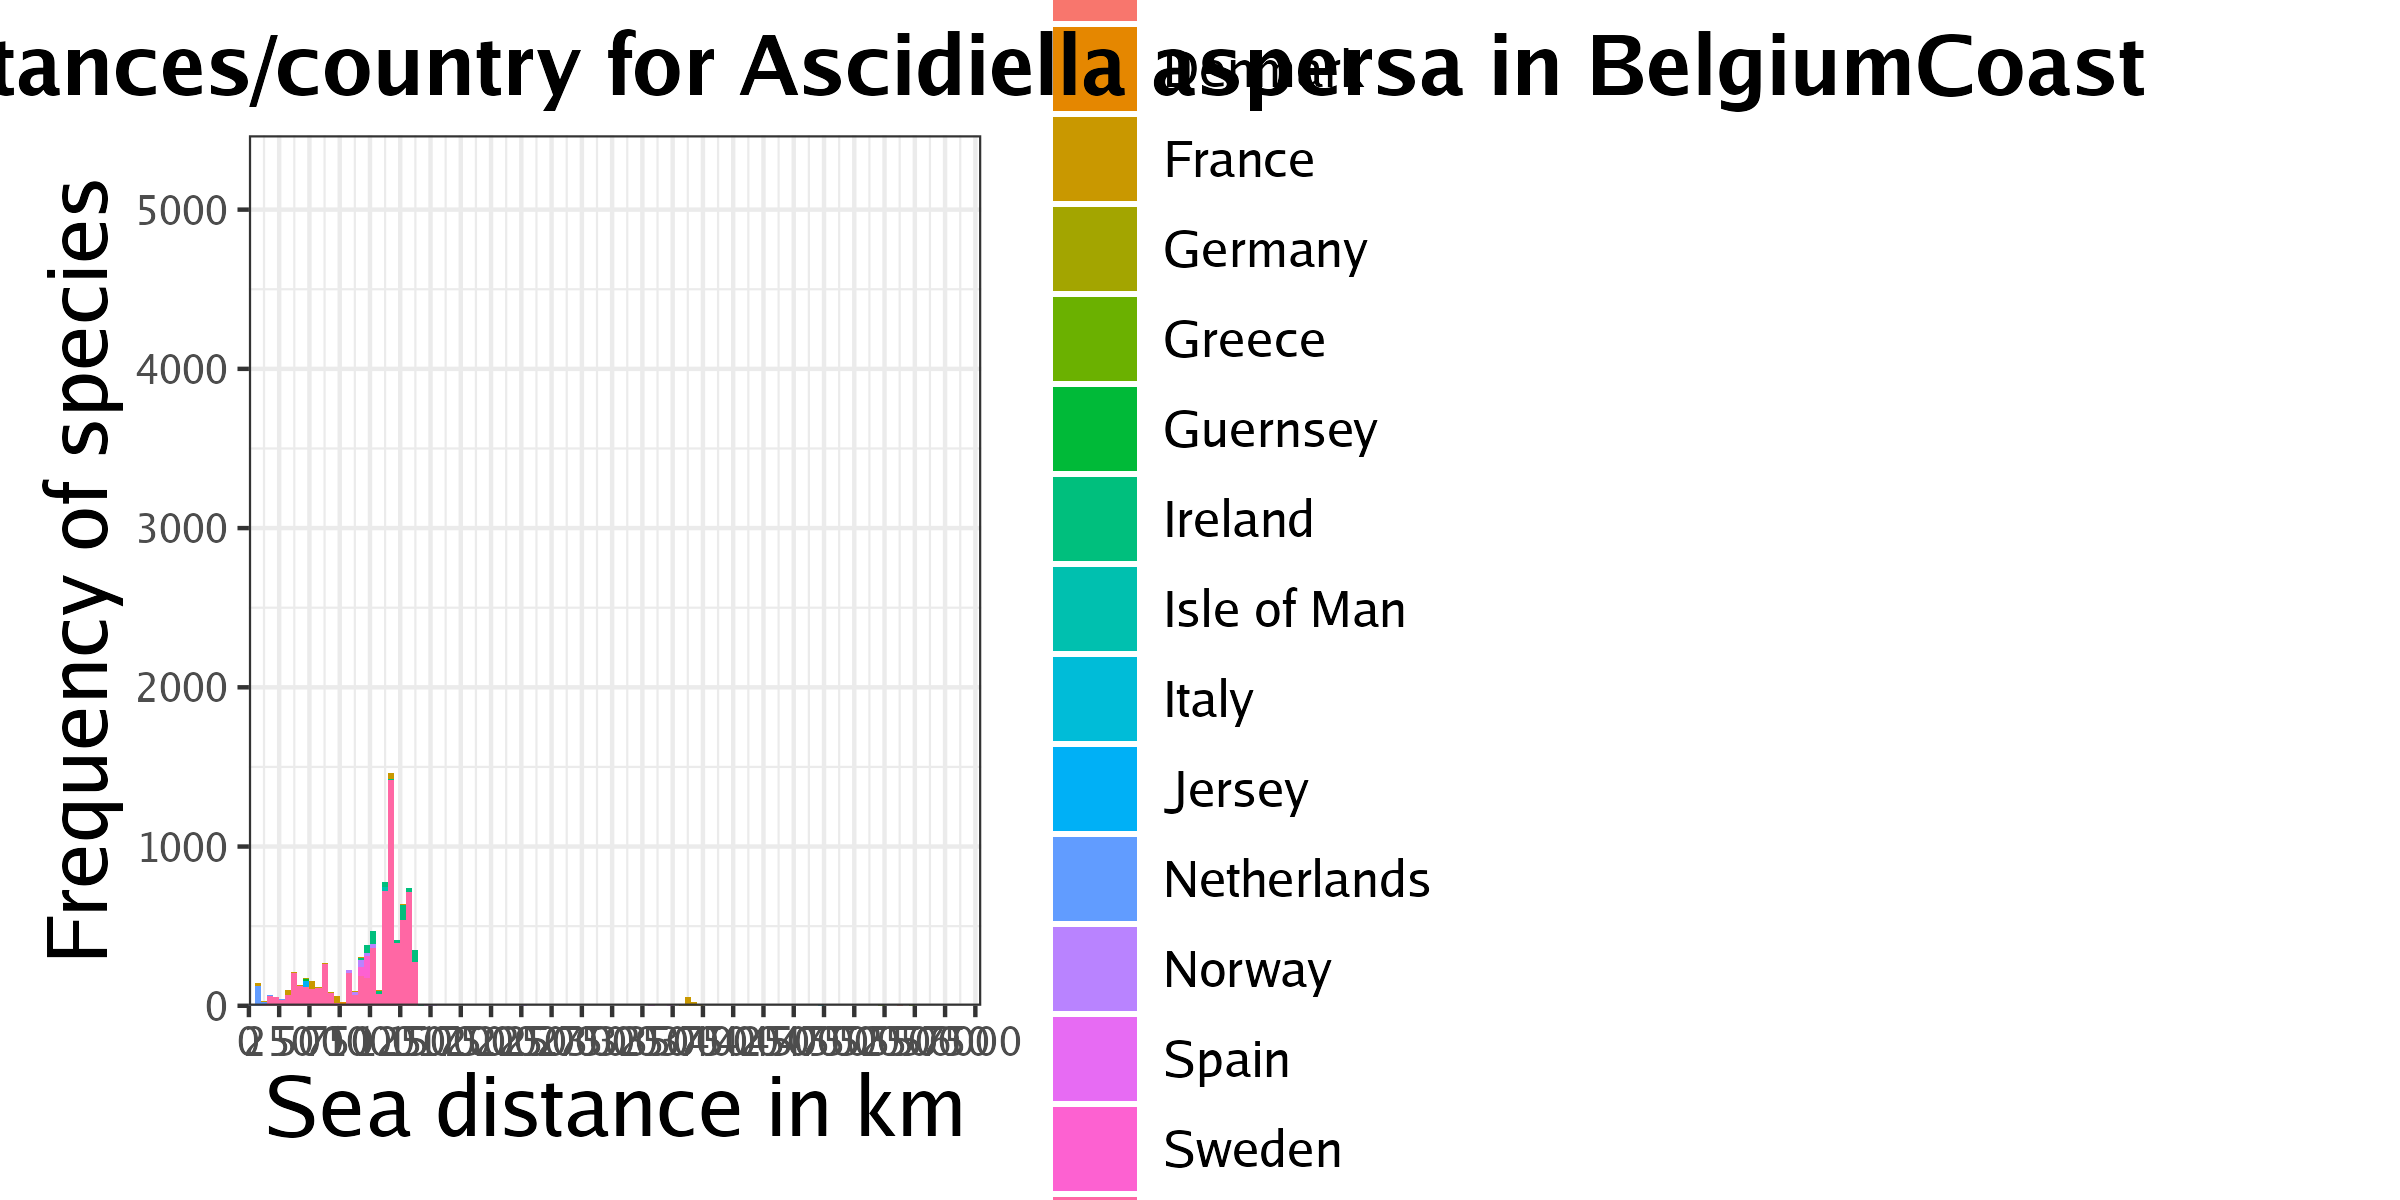 tances/country for Ascidiella aspersa in BelgiumCoast
Denmark
France
Germany
Greece
Guernsey
Ireland
Isle of Man
Italy
Jersey
Netherlands
Norway
Spain
Sweden
Frequency of species
5000
4000
3000
2000
1000
0
Sea distance in km